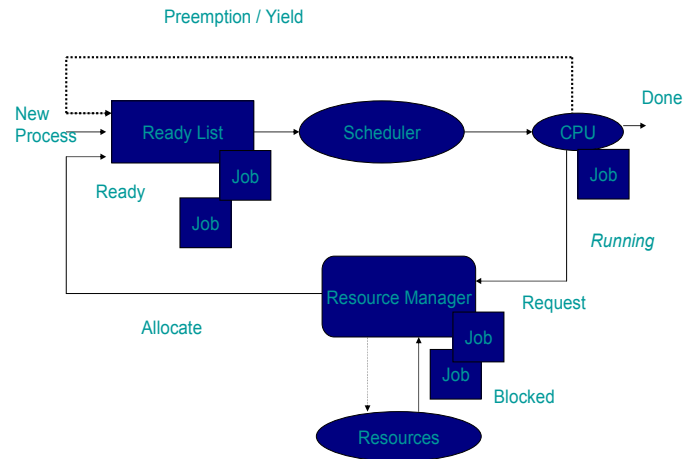 Preemption / Yield
New
Process
Ready List
Scheduler
CPU
Done
Job
Job
Job
Ready
Running
Resource Manager
Request
Allocate
Job
Job
Blocked
Resources